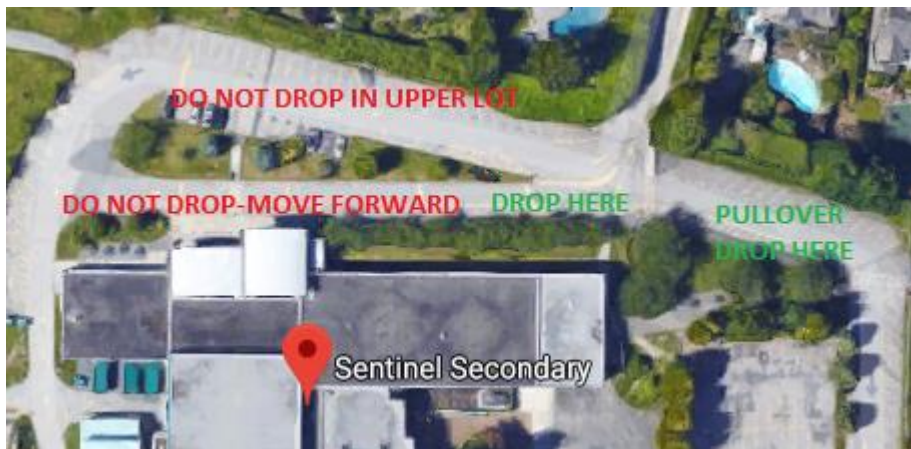 DO NOT DROP IN UPPER LOT
DO NOT DROP-MOVE FORWARD
DROP HERE
PULLOVER
DROP HERE
Sentinel Secondary